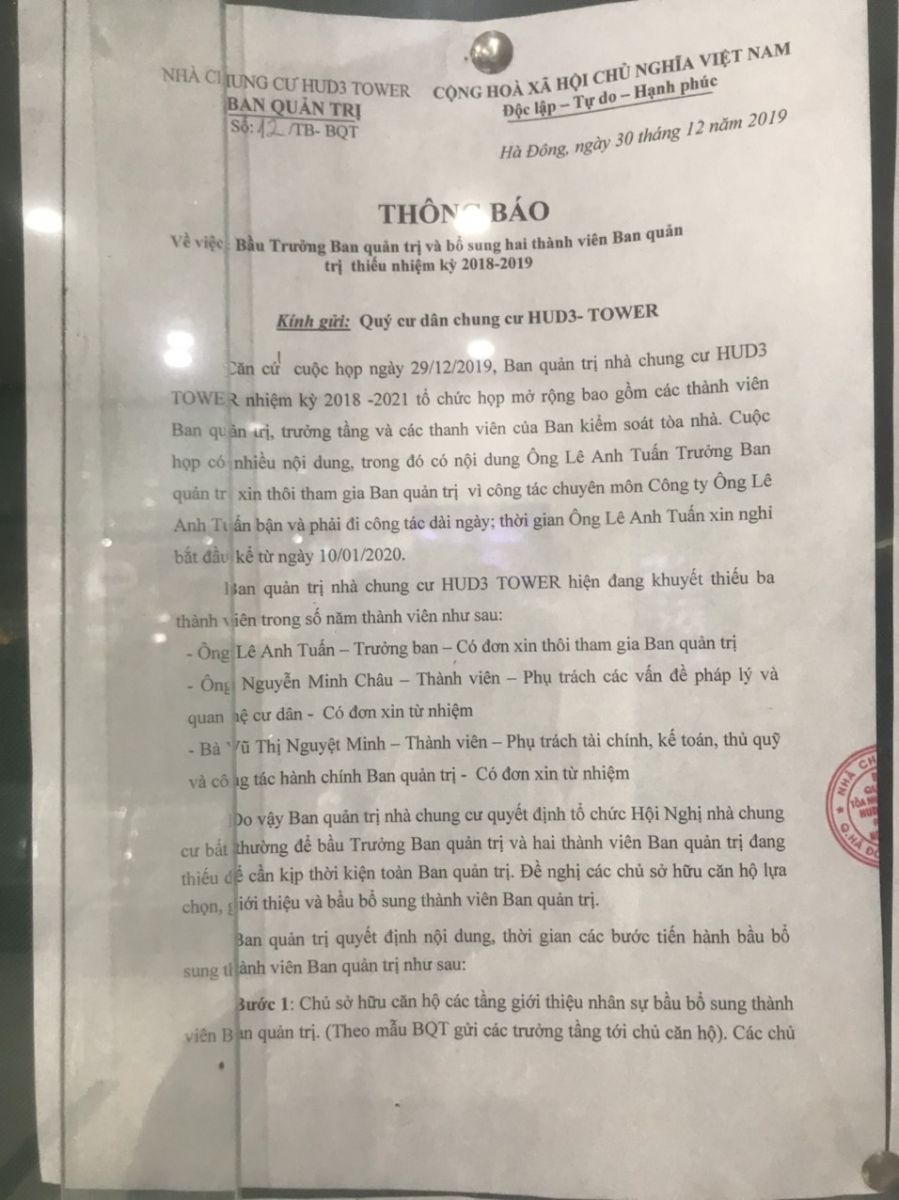 NHÀ CHUNG CƯ HUD3 TOWER
BAN QUẢN TRỊ
Số: 12/TB- BQT
CỘNG HOÀ XÃ HỘI CHỦ NGHĨA VIỆT NAM
Độc lập – Tự do – Hạnh phúc
Hà Đông, ngày 30 tháng 12 năm 2019
THÔNG BÁO
Về việc: Bầu Trưởng Ban quản trị và bổ sung hai thành viên Ban quản
trị thiếu nhiệm kỳ 2018-2019
Kính gửi: Quý cư dân chung cư HUD3- TOWER
Căn cứ cuộc họp ngày 29/12/2019, Ban quản trị nhà chung cư HUD3
TOWER nhiệm kỳ 2018 -2021 tổ chức họp mở rộng bao gồm các thành viên
Ban quản trị, trưởng tầng và các thanh viên của Ban kiểm soát tòa nhà. Cuộc
họp có nhiều nội dung, trong đó có nội dung Ông Lê Anh Tuấn Trưởng Ban
quản trị xin thôi tham gia Ban quản trị vì công tác chuyên môn Công ty Ông Lê
Anh Tuấn bận và phải đi công tác dài ngày; thời gian Ông Lê Anh Tuấn xin nghỉ
bắt đầu kể từ ngày 10/01/2020.
Ban quản trị nhà chung cư HUD3 TOWER hiện đang khuyết thiếu ba
thành viên trong số năm thành viên như sau:
- Ông Lê Anh Tuấn – Trưởng ban – Có đơn xin thôi tham gia Ban quản trị
- Ông Nguyễn Minh Châu – Thành viên – Phụ trách các vấn đề pháp lý và
quan hệ cư dân - Có đơn xin từ nhiệm
- Bà Vũ Thị Nguyệt Minh – Thành viên – Phụ trách tài chính, kế toán, thủ quỹ
và công tác hành chính Ban quản trị - Có đơn xin từ nhiệm
Do vậy Ban quản trị nhà chung cư quyết định tổ chức Hội Nghị nhà chung
cư bất thường để bầu Trưởng Ban quản trị và hai thành viên Ban quản trị đang
thiếu để cần kịp thời kiện toàn Ban quản trị. Đề nghị các chủ sở hữu căn hộ lựa
chọn, giới thiệu và bầu bổ sung thành viên Ban quản trị.
Ban quản trị quyết định nội dung, thời gian các bước tiến hành bầu bổ
sung thành viên Ban quản trị như sau:
Bước 1: Chủ sở hữu căn hộ các tầng giới thiệu nhân sự bầu bổ sung thành
viên Ban quản trị. (Theo mẫu BQT gửi các trưởng tầng tới chủ căn hộ). Các chủ